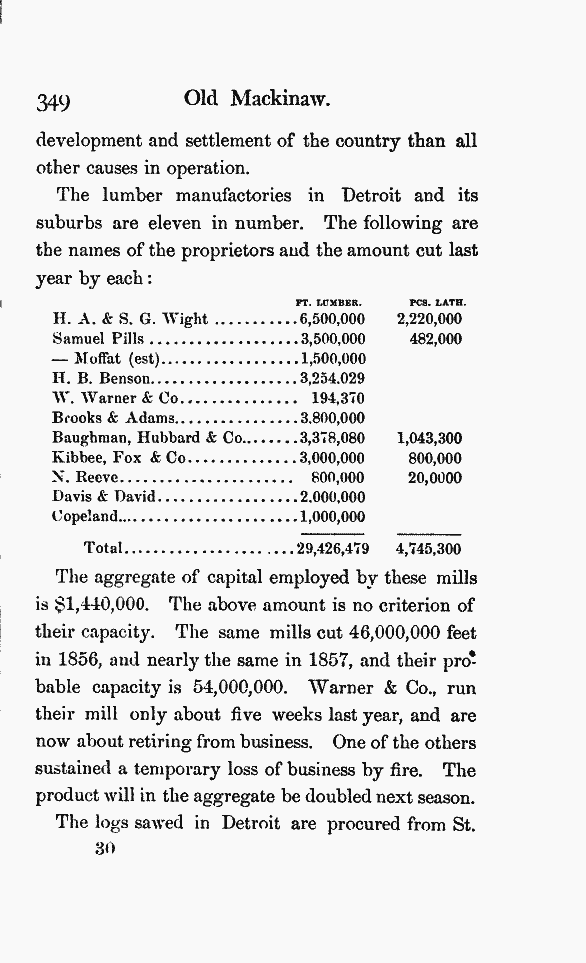 349 Old Mackinaw.
development and settlement of the country than all
other causes in operation.
The lumber manufactories in Detroit and its
suburbs are eleven in number. The following are
the names of the proprietors and the amount cut last
year by each:
FT. LUMBER. PCS. LATH.
H. A. & S. G. Wight ...........6,500,000 2,220,000
Samuel Pills ...................3,500,000 482,000
— Moffat (est)..................1,500,000
H. B. Benson...................3,254.029
W. Warner & Co............... 194,370
Brooks & Adams................3.800,000
Baughman, Hubbard & Co........3,378,080 1,043,300
Kibbee, Fox & Co..............3,000,000 800,000
N. Reeve....................... 800,000 20,0000
Davis & David..................2.000,000
Copeland........................1,000,000
Total.......................29,426,479 4,745,300
The aggregate of capital employed by these mills
is $1,440,000. The above amount is no criterion of
their capacity. The same mills cut 46,000,000 feet
in 1856, and nearly the same in 1857, and their pro-
bable capacity is 54,000,000. Warner & Co., run
their mill only about five weeks last year, and are
now about retiring from business. One of the others
sustained a temporary loss of business by fire. The
product will in the aggregate be doubled next season.
The logs sawed in Detroit are procured from St.
30